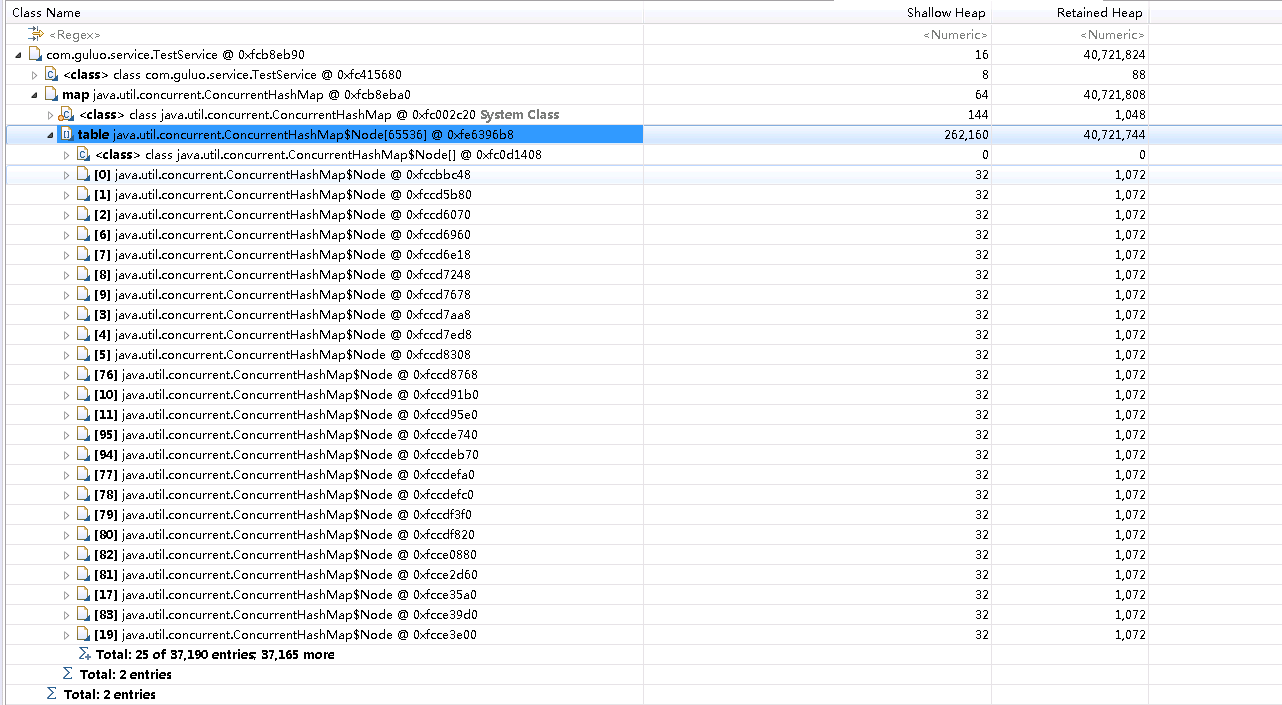 Class Name Shallow Heap Retained Heap
<Regex> <Numeric> <Numeric>
com.guluo.service.TestService @ 0xfcb8eb90 16 40,721,824
<class> class com.guluo.service.TestService @ 0xfc415680 8 88
map java.util.concurrent.ConcurrentHashMap @ 0xfcb8eba0 64 40,721,808
<class> class java.util.concurrent.ConcurrentHashMap @ 0xfc002c20 System Class 144 1,048
table java.util.concurrent.ConcurrentHashMap$Node[65536] @ 0xfe6396b8 262,160 40,721,744
<class> class java.util.concurrent.ConcurrentHashMap$Node[] @ 0xfc0d1408 0 0
[0] java.util.concurrent.ConcurrentHashMap$Node @ 0xfccbbc48 32 1,072
[1] java.util.concurrent.ConcurrentHashMap$Node @ 0xfccd5b80 32 1,072
[2] java.util.concurrent.ConcurrentHashMap$Node @ 0xfccd6070 32 1,072
[6] java.util.concurrent.ConcurrentHashMap$Node @ 0xfccd6960 32 1,072
[7] java.util.concurrent.ConcurrentHashMap$Node @ 0xfccd6e18 32 1,072
[8] java.util.concurrent.ConcurrentHashMap$Node @ 0xfccd7248 32 1,072
[9] java.util.concurrent.ConcurrentHashMap$Node @ 0xfccd7678 32 1,072
[3] java.util.concurrent.ConcurrentHashMap$Node @ 0xfccd7aa8 32 1,072
[4] java.util.concurrent.ConcurrentHashMap$Node @ 0xfccd7ed8 32 1,072
[5] java.util.concurrent.ConcurrentHashMap$Node @ 0xfccd8308 32 1,072
[76] java.util.concurrent.ConcurrentHashMap$Node @ 0xfccd8768 32 1,072
[10] java.util.concurrent.ConcurrentHashMap$Node @ 0xfccd91b0 32 1,072
[11] java.util.concurrent.ConcurrentHashMap$Node @ 0xfccd95e0 32 1,072
[95] java.util.concurrent.ConcurrentHashMap$Node @ 0xfccde740 32 1,072
[94] java.util.concurrent.ConcurrentHashMap$Node @ 0xfccdeb70 32 1,072
[77] java.util.concurrent.ConcurrentHashMap$Node @ 0xfccdefa0 32 1,072
[78] java.util.concurrent.ConcurrentHashMap$Node @ 0xfccdefc0 32 1,072
[79] java.util.concurrent.ConcurrentHashMap$Node @ 0xfccdf3f0 32 1,072
[80] java.util.concurrent.ConcurrentHashMap$Node @ 0xfccdf820 32 1,072
[82] java.util.concurrent.ConcurrentHashMap$Node @ 0xfcce0880 32 1,072
[81] java.util.concurrent.ConcurrentHashMap$Node @ 0xfcce2d60 32 1,072
[17] java.util.concurrent.ConcurrentHashMap$Node @ 0xfcce35a0 32 1,072
[83] java.util.concurrent.ConcurrentHashMap$Node @ 0xfcce39d0 32 1,072
[19] java.util.concurrent.ConcurrentHashMap$Node @ 0xfcce3e00 32 1,072
Total: 25 of 37,190 entries; 37,165 more
Total: 2 entries
Total: 2 entries